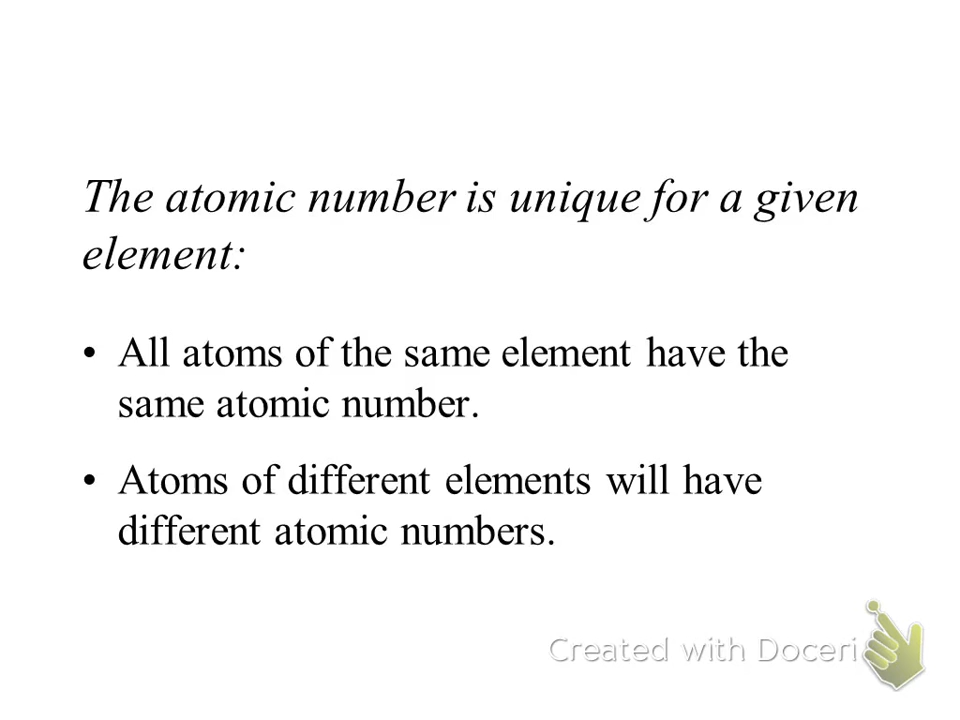 The atomic number is unique for a given
element:
• All atoms of the same element have the
same atomic number.
• Atoms of different elements will have
different atomic numbers.
Created with Doceri